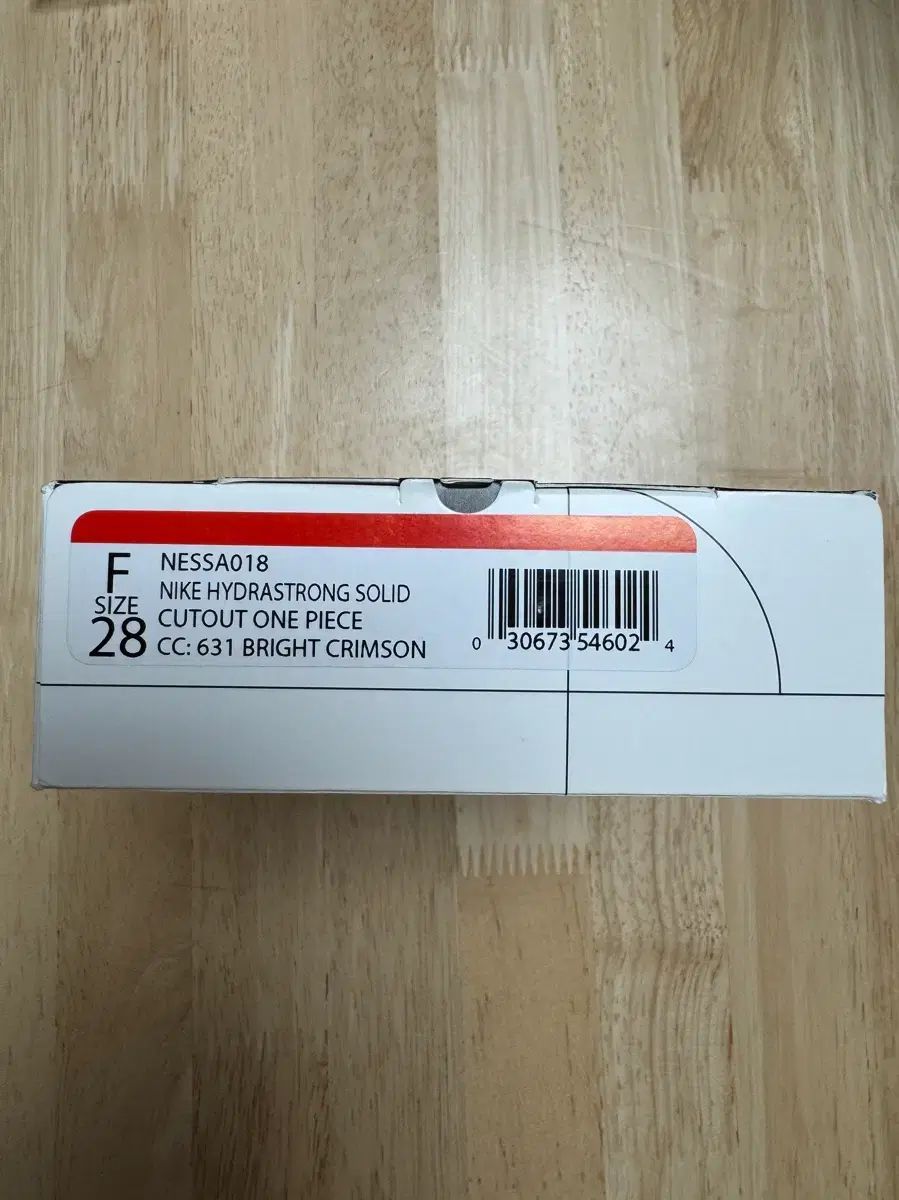 F
SIZE
28
NESSA018
NIKE HYDRASTRONG SOLID
CUTOUT ONE PIECE
CC: 631 BRIGHT CRIMSON
0 30673 54602 4